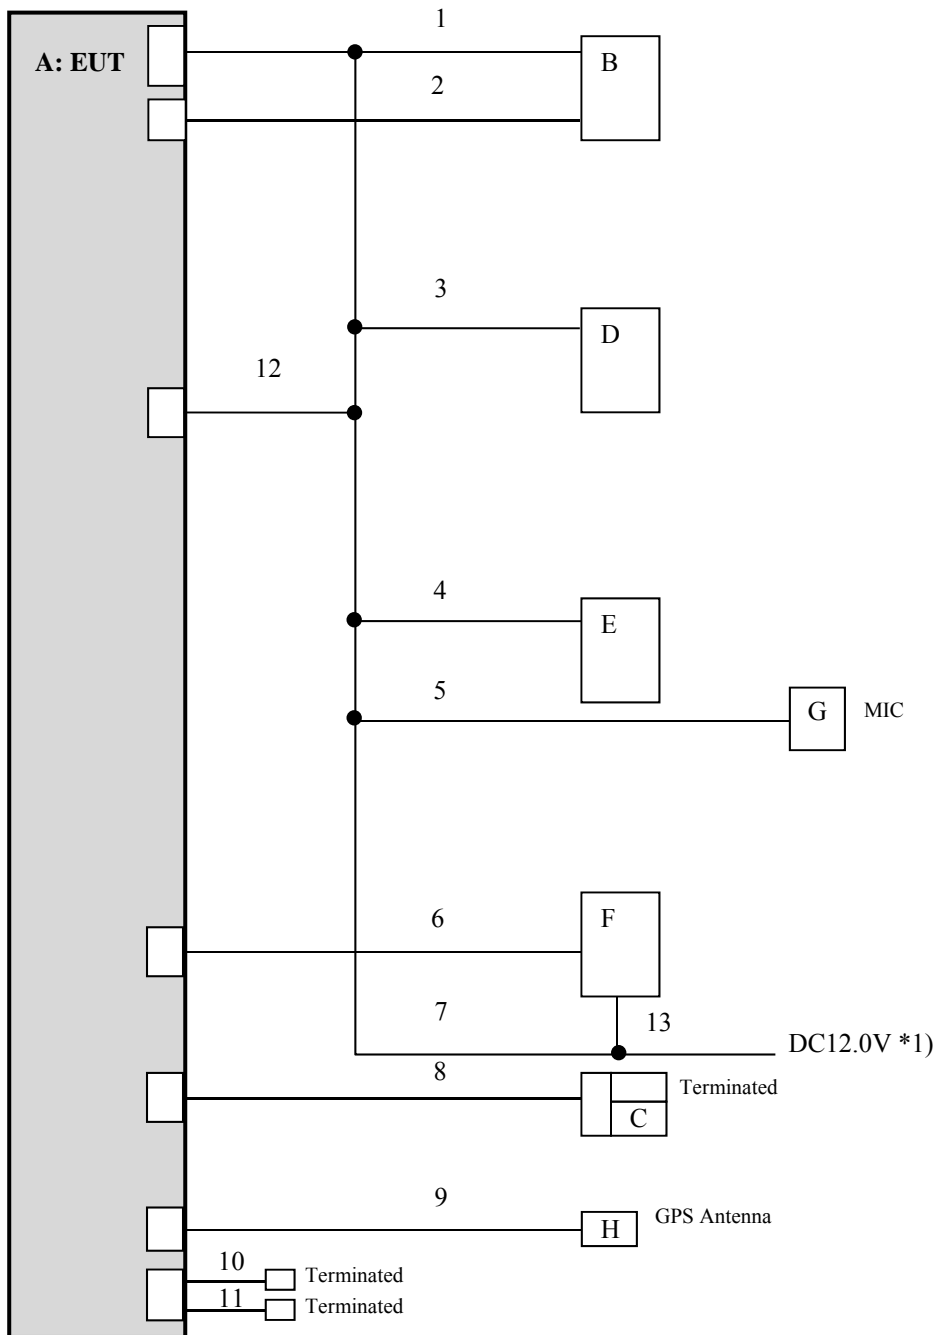 1
A: EUT
B
2
3
D
12
4
E
5
G
MIC
6
F
7
13
DC12.0V *1)
8
Terminated
C
9
GPS Antenna
H
10
Terminated
11
Terminated